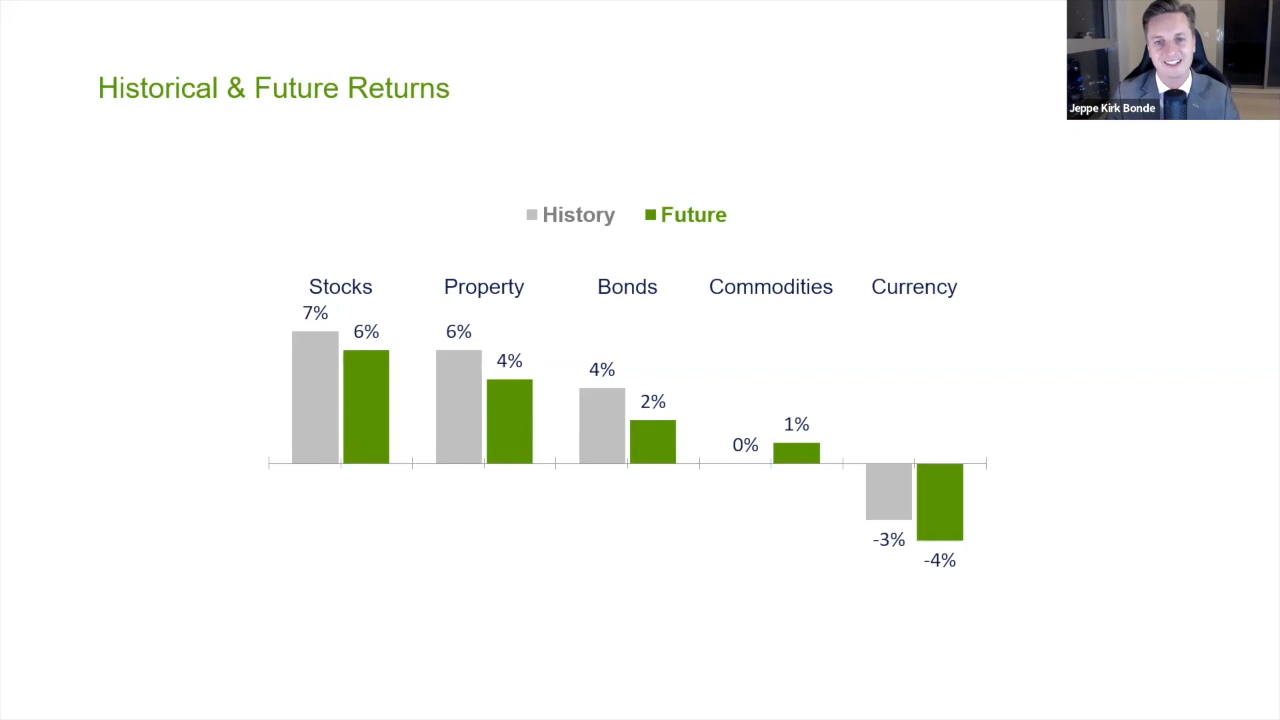 Jeppe Kirk Bonde
Historical & Future Returns
History Future
Stocks Property Bonds Commodities Currency
7%
6% 6%
4% 4%
2%
0% 1%
-3%
-4%